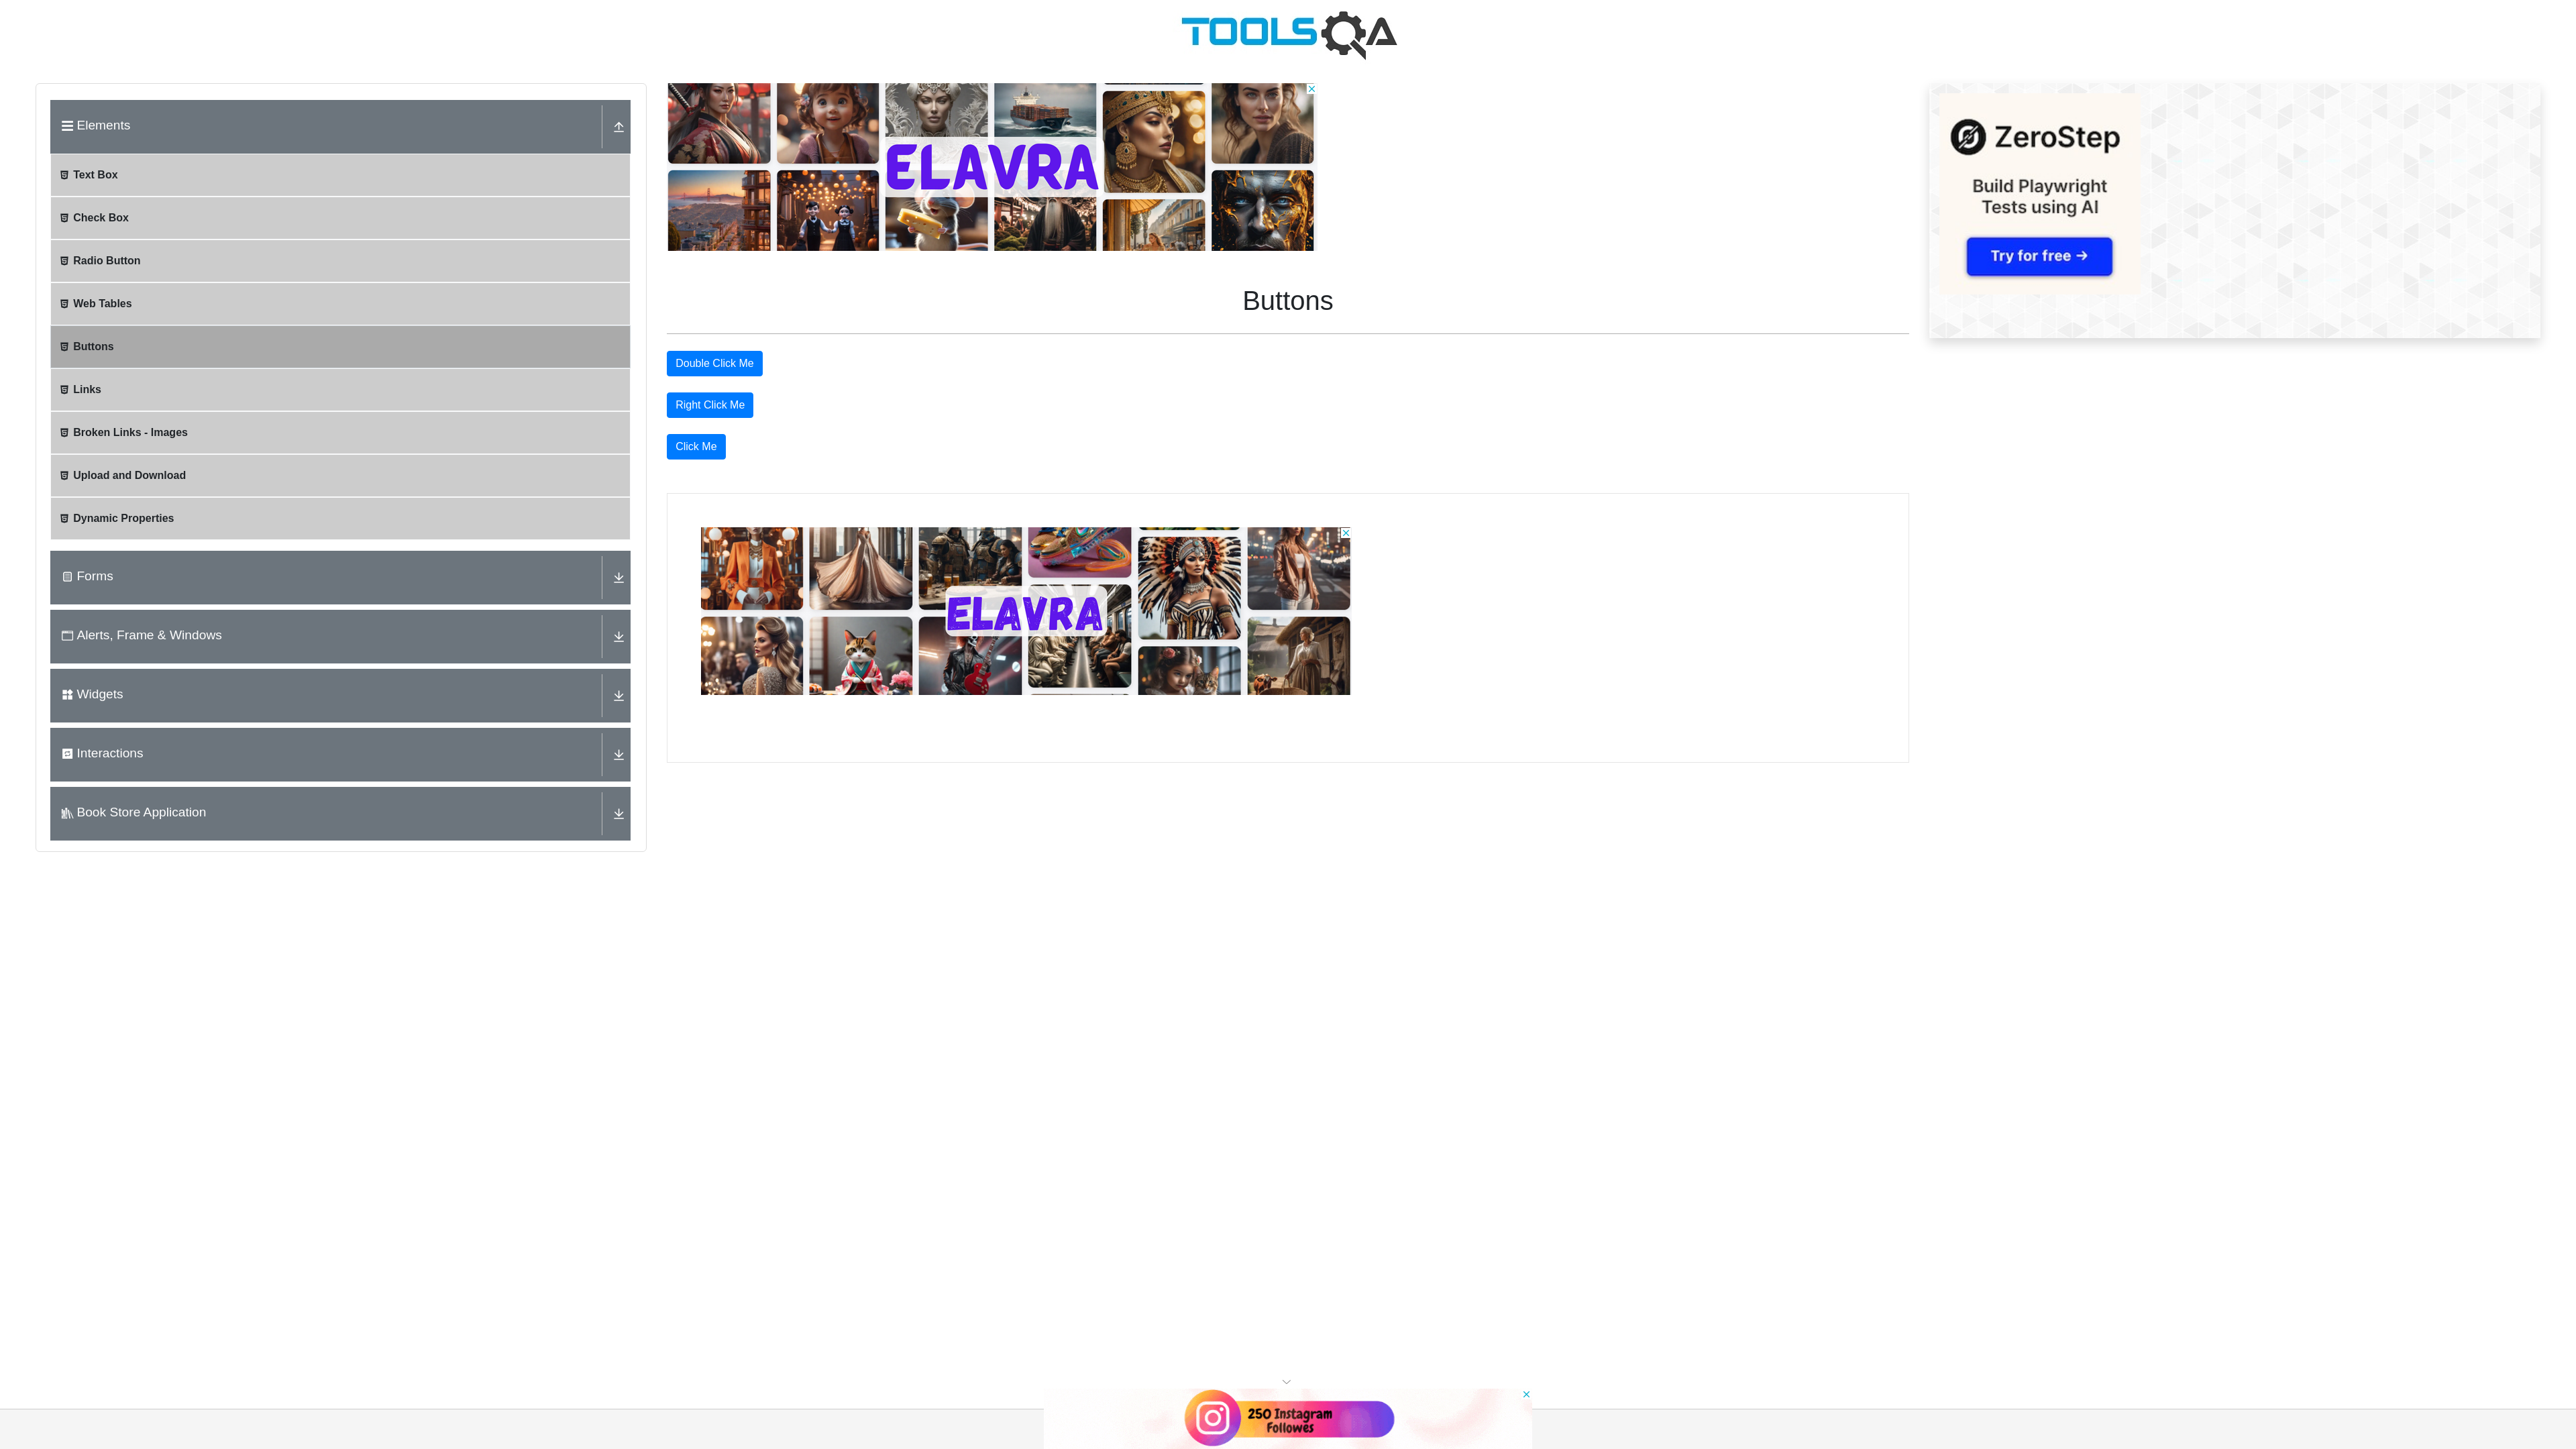 TOOLSQA
Elements
Text Box
Check Box
Radio Button
Web Tables
Buttons
Links
Broken Links - Images
Upload and Download
Dynamic Properties
Forms
Alerts, Frame & Windows
Widgets
Interactions
Book Store Application
ELAVRA
Buttons
Double Click Me
Right Click Me
Click Me
ELAVRA
ZeroStep
Build Playwright
Tests using AI
Try for free →
250 Instagram
Followes